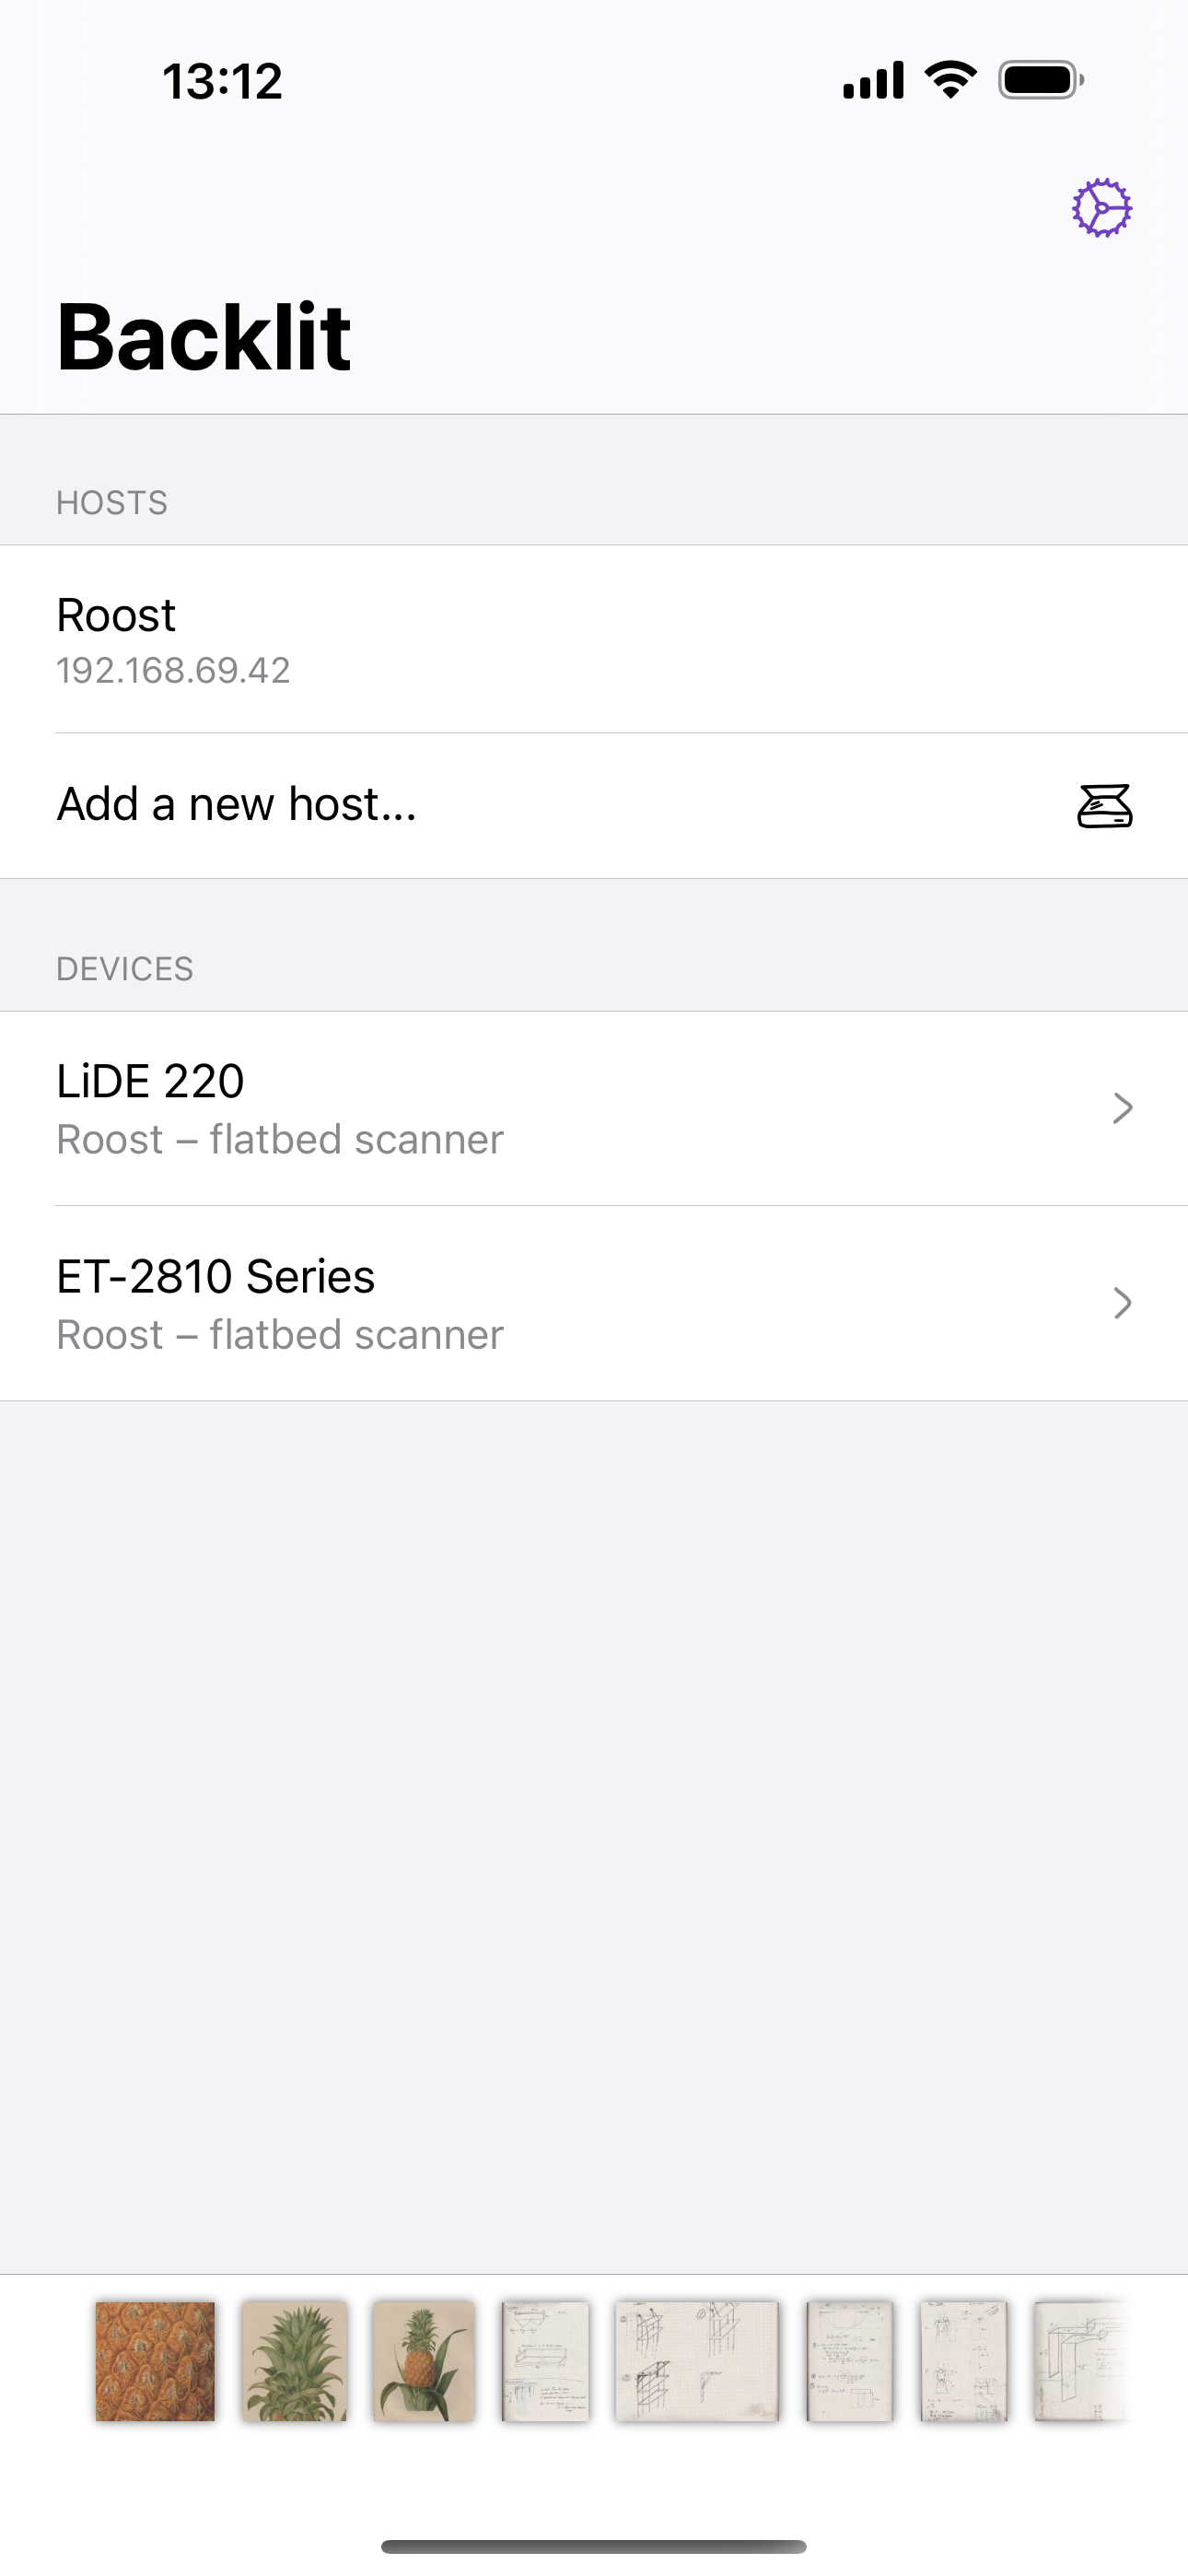 13:12
Backlit
HOSTS
Roost
192.168.69.42
Add a new host...
DEVICES
LiDE 220
Roost – flatbed scanner
ET-2810 Series
Roost – flatbed scanner